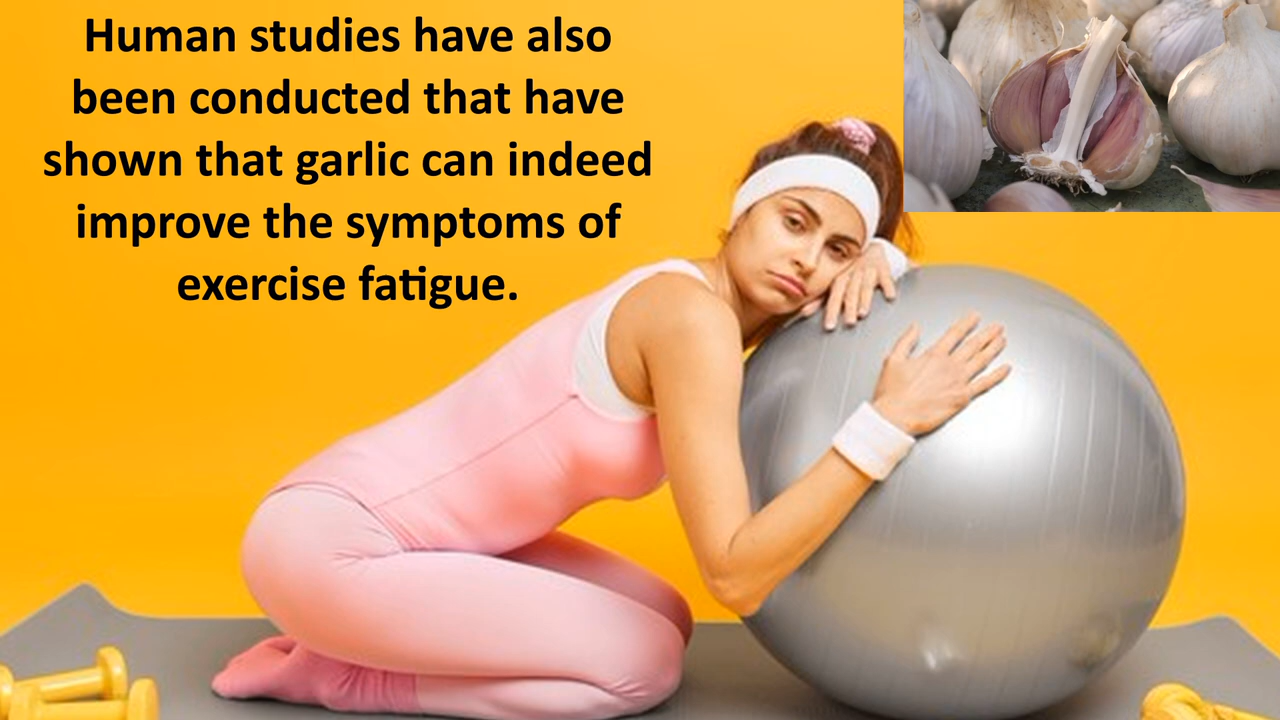 Human studies have also
been conducted that have
shown that garlic can indeed
improve the symptoms of
exercise fatigue.